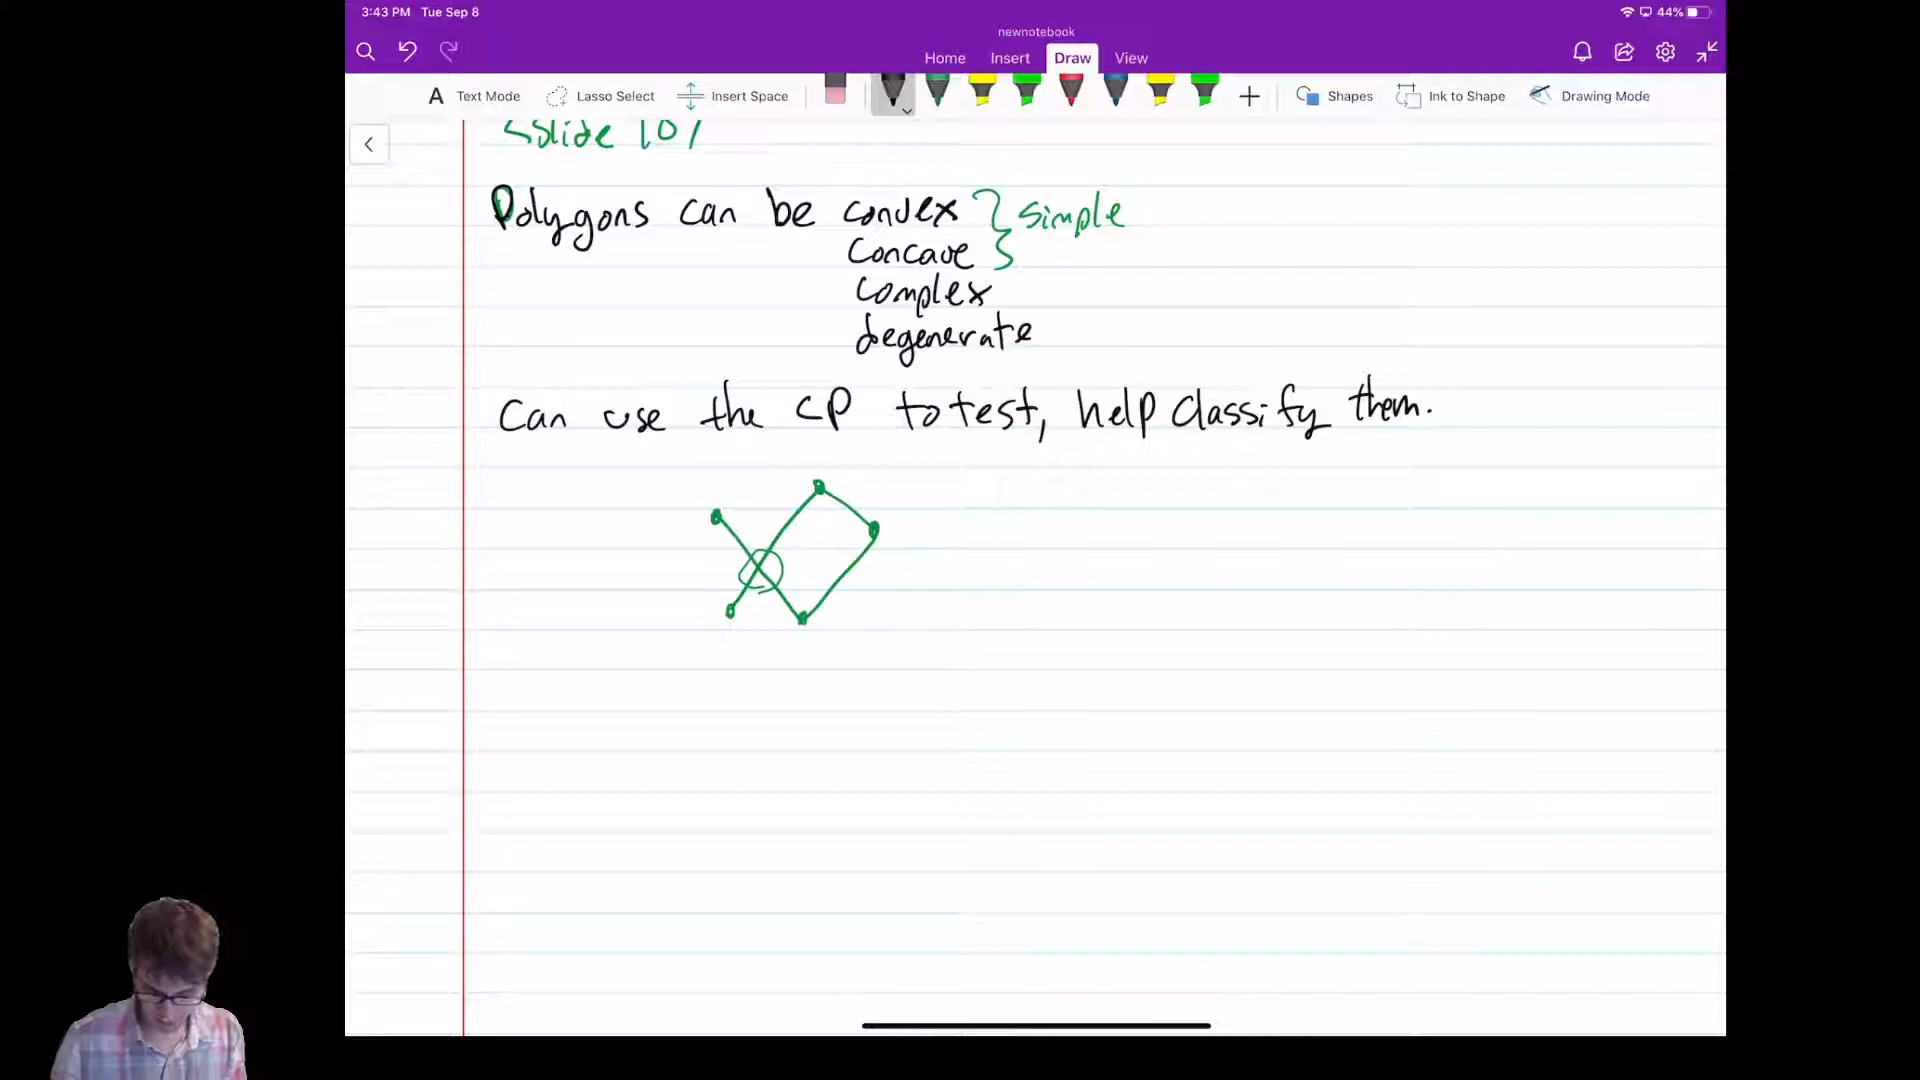 3:43 PM Tue Sep 8
44%
newnotebook
Home Insert Draw View
A Text Mode Lasso Select Insert Space Shapes Ink to Shape Drawing Mode
Slide 107
Polygons can be convex } simple
concave
complex
degenerate
Can use the CP to test, help classify them.